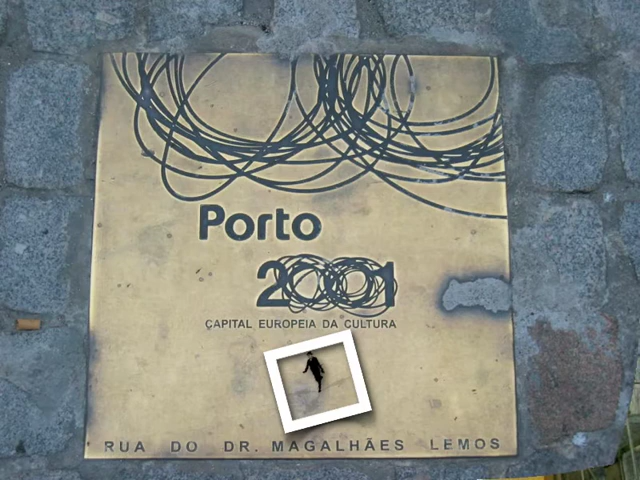 Porto
2001
CAPITAL EUROPEIA DA CULTURA
RUA DO DR. MAGALHÃES LEMOS